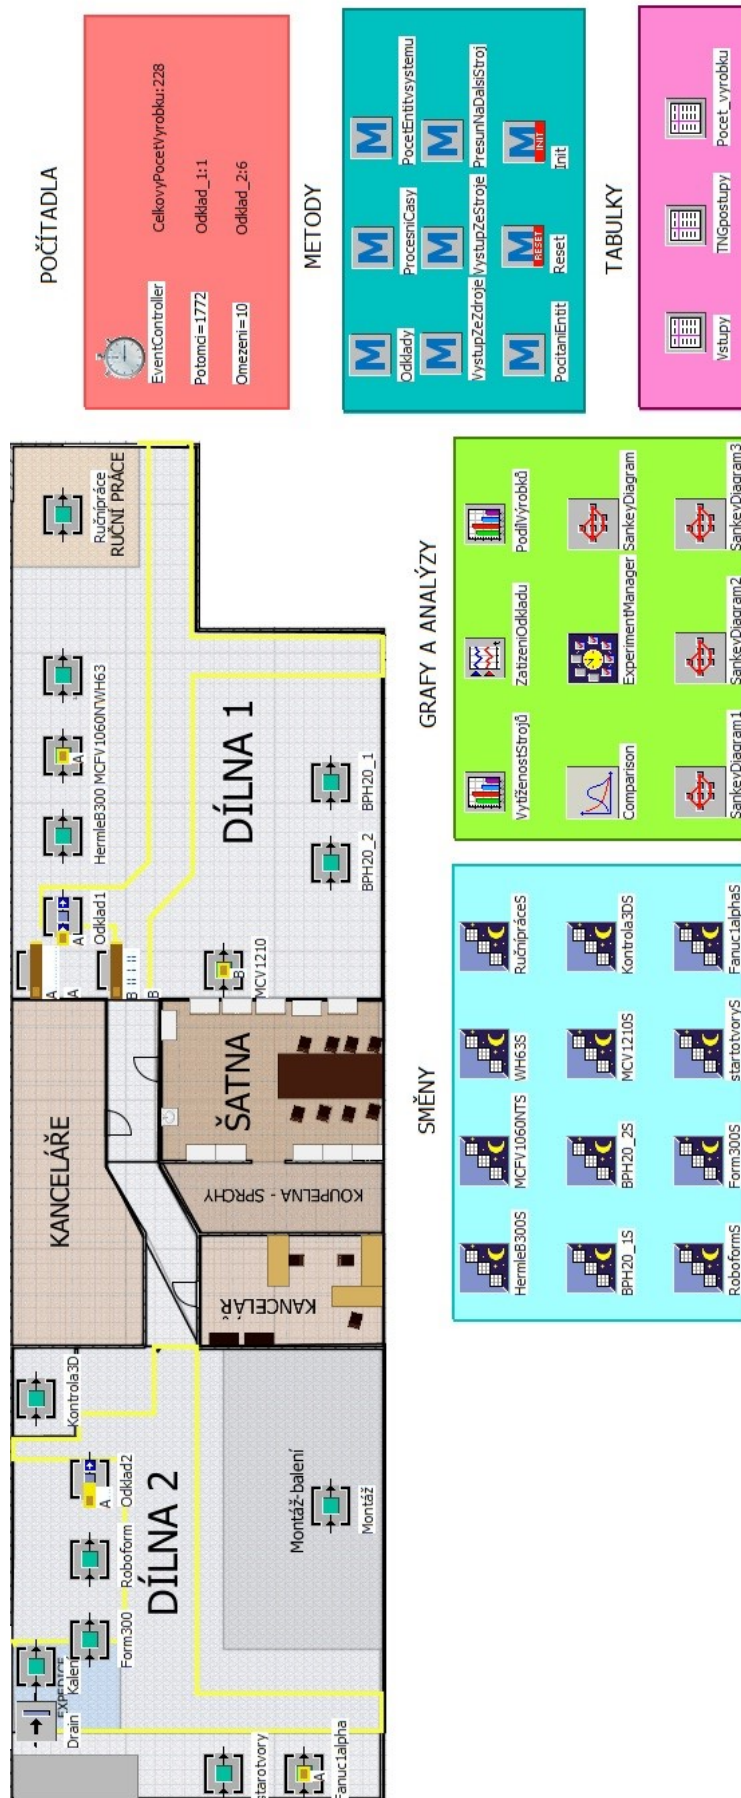 POČÍTADLA
EventController
CelkovyPocetVyrobku:228
Potomci=1772
Odklad_1:1
Omezeni=10
Odklad_2:6
METODY
Odklady
ProcesniCasy
PocetEntitvsystemu
VystupZeZdroje
VystupZeStroje
PresunNaDalsiStroj
RESET
INIT
PocitaniEntit
Reset
Init
TABULKY
Vstupy
TNGpostupy
Pocet_vyrobku
GRAFY A ANALÝZY
VytíženostStrojů
ZatizeniOdkladu
PodílVýrobků
Comparison
ExperimentManager
SankeyDiagram
SankeyDiagram1
SankeyDiagram2
SankeyDiagram3
SMĚNY
HermleB300S
MCFV1060NTS
WH63S
RučnípráceS
BPH20_1S
BPH20_2S
MCV1210S
Kontrola3DS
RoboformS
Form300S
startotvoryS
Fanuc1alphaS
Ručnípráce
RUČNÍ PRÁCE
A
A
B
B
A
Odklad1
HermleB300
A
MCFV1060NT
WH63
DÍLNA 1
B
MCV1210
BPH20_2
BPH20_1
KANCELÁŘE
ŠATNA
KOUPELNA - SPRCHY
KANCELÁŘ
Kontrola3D
A
Odklad2
Roboform
Form300
Kalení
EXPEDICE
Drain
DÍLNA 2
Montáž-balení
Montáž
starotvory
A
Fanuc1alpha